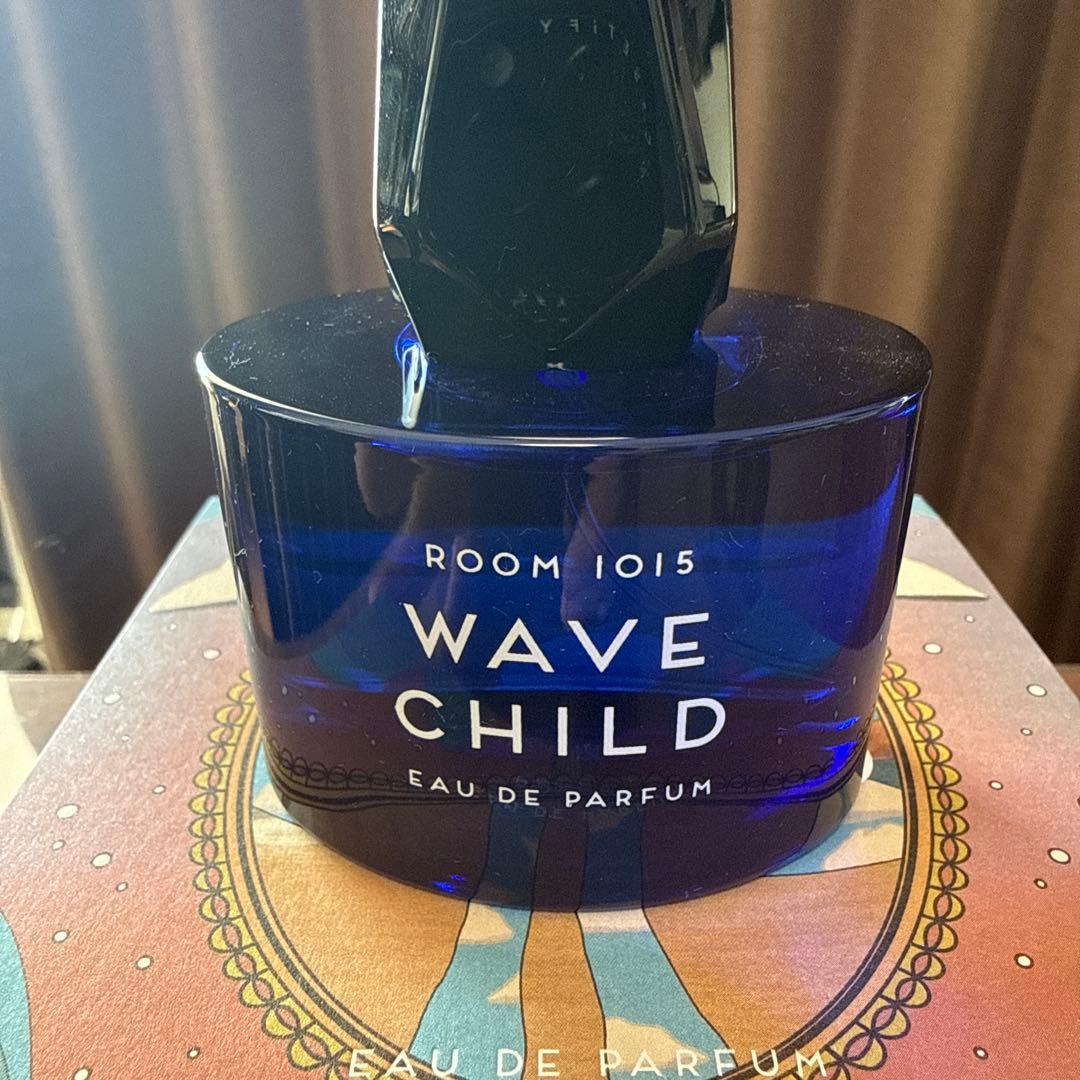 ROOM 1015
WAVE
CHILD
EAU DE PARFUM
EAU DE PARFUM